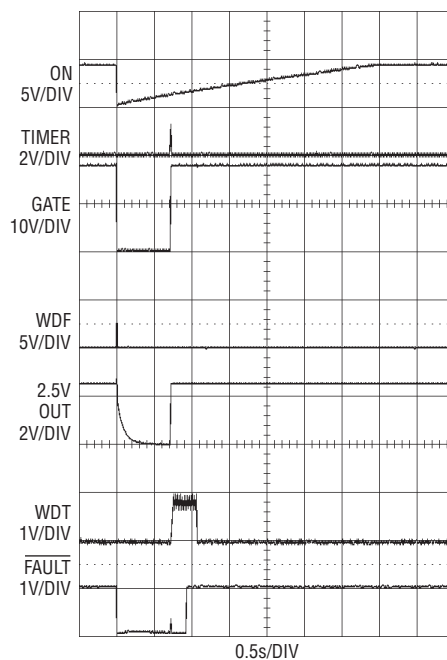 ON
5V/DIV
TIMER
2V/DIV
GATE
10V/DIV
WDF
5V/DIV
2.5V
OUT
2V/DIV
WDT
1V/DIV
FAULT
1V/DIV
0.5s/DIV